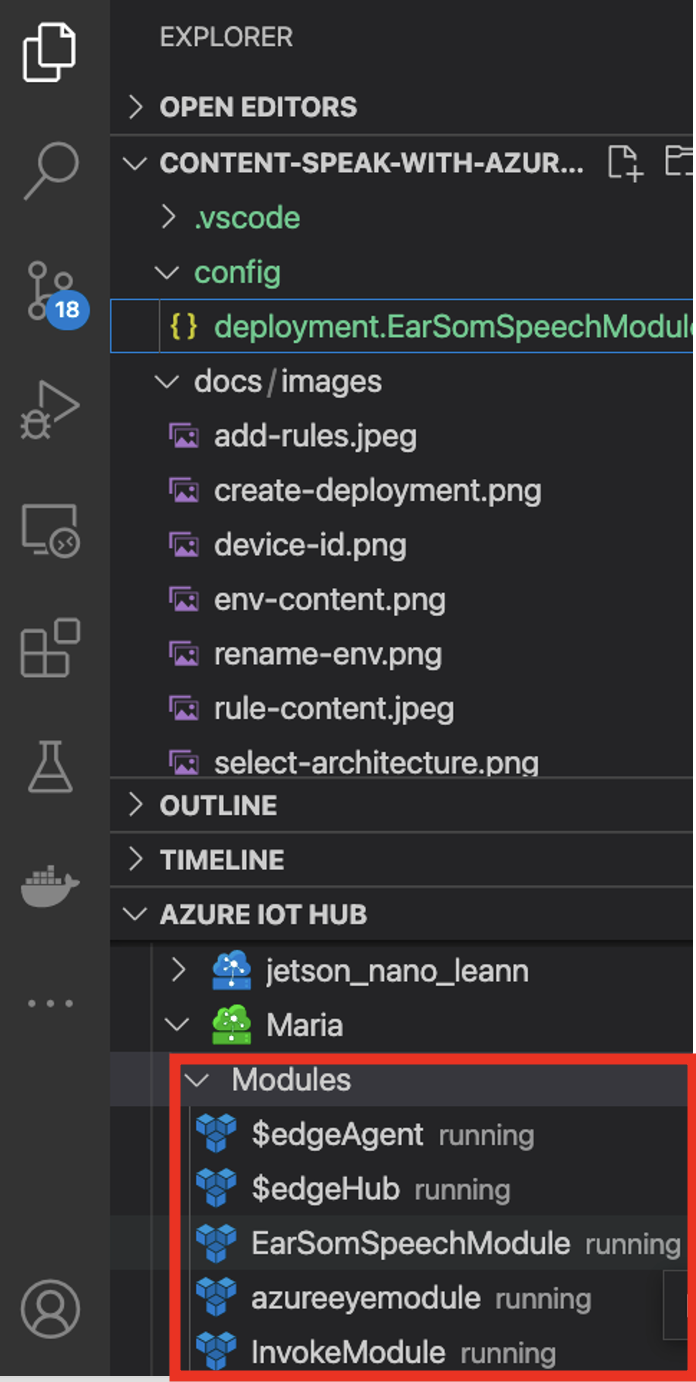 EXPLORER
OPEN EDITORS
CONTENT-SPEAK-WITH-AZUR...
.vscode
config
18
{} deployment.EarSomSpeechModule
docs/images
add-rules.jpeg
create-deployment.png
device-id.png
env-content.png
rename-env.png
rule-content.jpeg
select-architecture.png
OUTLINE
TIMELINE
AZURE IOT HUB
jetson_nano_leann
Maria
Modules
$edgeAgent running
$edgeHub running
EarSomSpeechModule running
azureeyemodule running
InvokeModule running